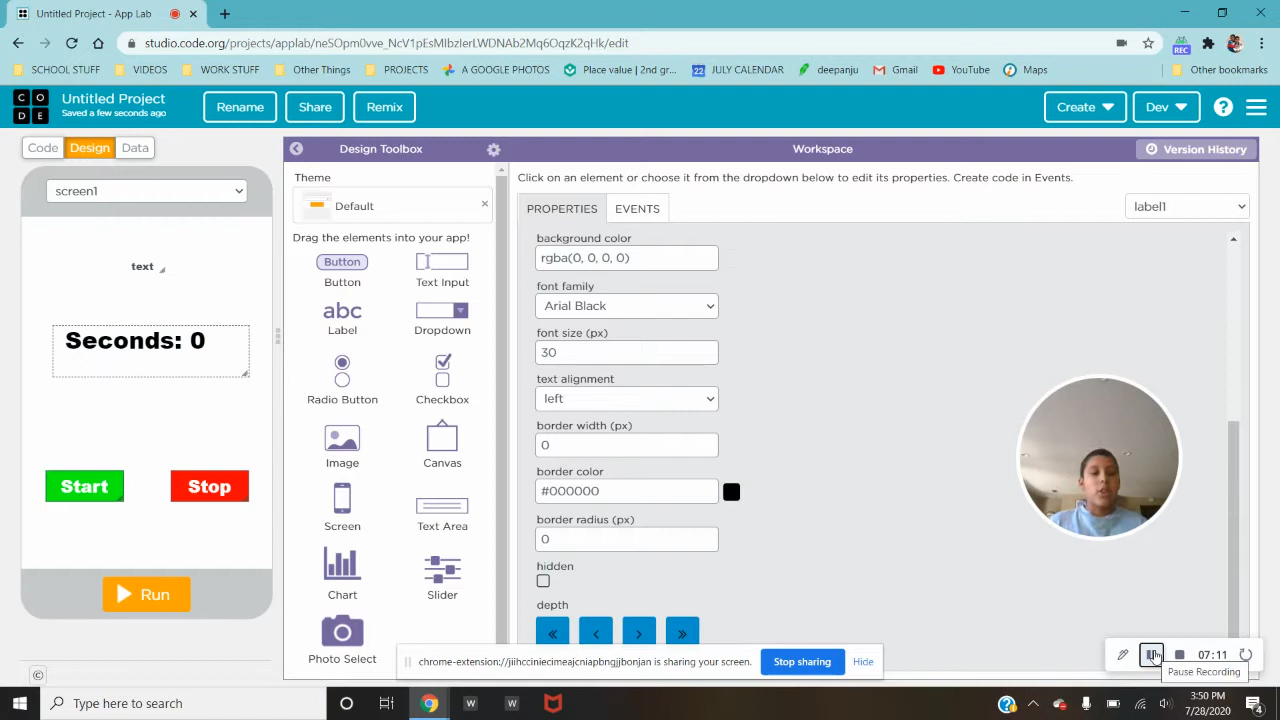 Untitled Project - App Lab
studio.code.org/projects/applab/neSOpm0vve_NcV1pEsMIbzlerLWDNAb2Mq6OqzK2qHk/edit
REC
SCHOOL STUFF VIDEOS WORK STUFF Other Things PROJECTS A GOOGLE PHOTOS Place value | 2nd gr... 22 JULY CALENDAR deepanju Gmail YouTube Maps Other bookmarks
C O D E
Untitled Project
Saved a few seconds ago
Rename Share Remix Create Dev ?
Code Design Data
Design Toolbox Workspace Version History
screen1
text
Seconds: 0
Start Stop
Run
Theme
Default
Drag the elements into your app!
Button
Button Text Input
abc
Label Dropdown
Radio Button Checkbox
Image Canvas
Screen Text Area
Chart Slider
Photo Select
Click on an element or choose it from the dropdown below to edit its properties. Create code in Events.
PROPERTIES EVENTS label1
background color
rgba(0, 0, 0, 0)
font family
Arial Black
font size (px)
30
text alignment
left
border width (px)
0
border color
#000000
border radius (px)
0
hidden
depth
chrome-extension://jiihcciniecimeajcniapbngjjbonjan is sharing your screen. Stop sharing Hide
07:11
Pause Recording
Type here to search
W W
3:50 PM
7/28/2020
4